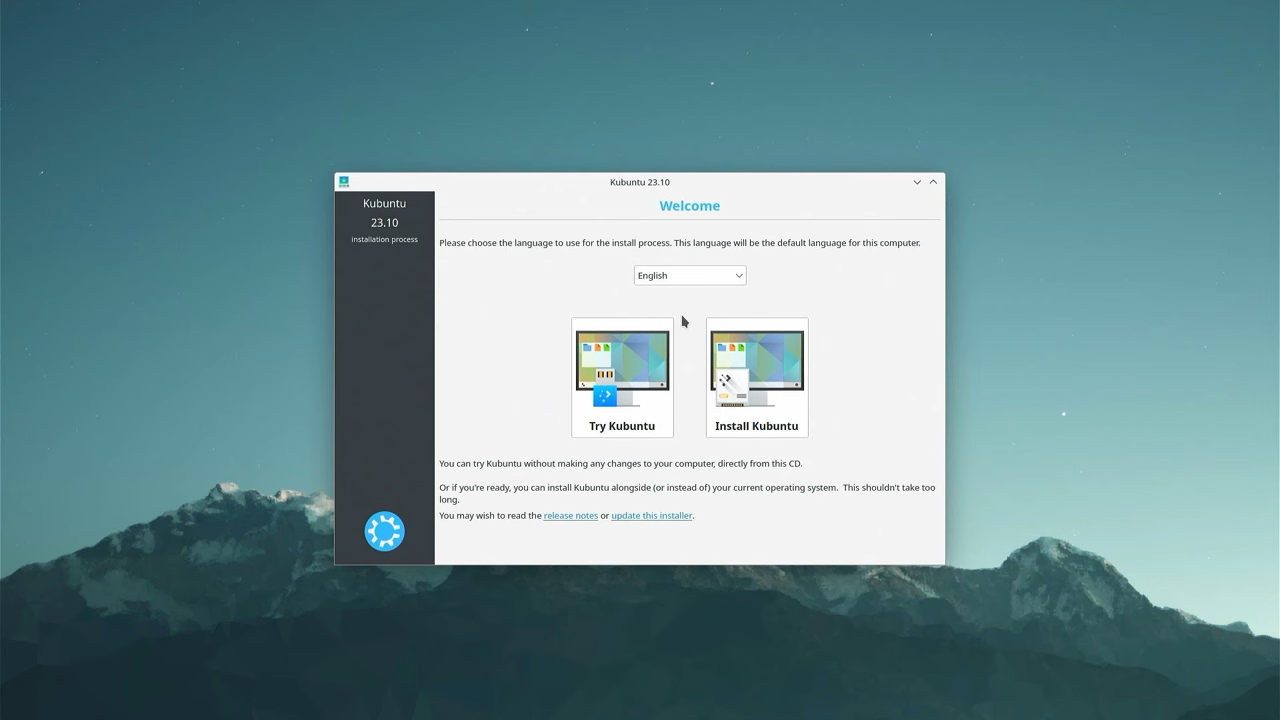 Kubuntu 23.10
Kubuntu
23.10
installation process
Welcome
Please choose the language to use for the install process. This language will be the default language for this computer.
English
Try Kubuntu
Install Kubuntu
You can try Kubuntu without making any changes to your computer, directly from this CD.
Or if you're ready, you can install Kubuntu alongside (or instead of) your current operating system.  This shouldn't take too
long.
You may wish to read the release notes or update this installer.